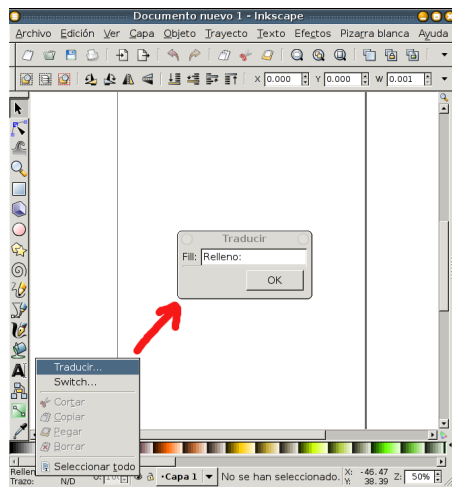 Documento nuevo 1 - Inkscape
Archivo Edición Ver Capa Objeto Trayecto Texto Efectos Pizarra blanca Ayuda
X 0.000 Y 0.000 W 0.001
Traducir
Fill: Relleno:
OK
Traducir...
Switch...
Cortar
Copiar
Pegar
Borrar
Seleccionar todo
Rellen
Trazo: N/D O: •Capa 1 No se han seleccionado. X: -46.47 Y: 38.39 Z: 50%